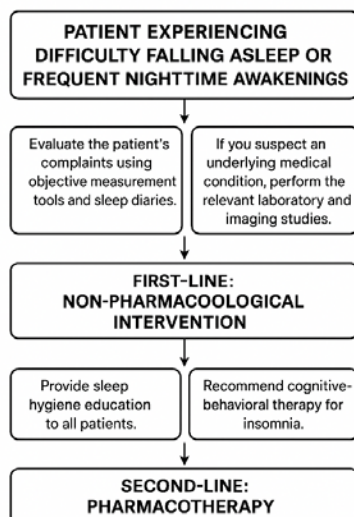 PATIENT EXPERIENCING
DIFFICULTY FALLING ASLEEP OR
FREQUENT NIGHTTIME AWAKENINGS
Evaluate the patient's
complaints using
objective measurement
tools and sleep diaries.
If you suspect an
underlying medical
condition, perform the
relevant laboratory and
imaging studies.
FIRST-LINE:
NON-PHARMACOOLOGICAL
INTERVENTION
Provide sleep
hygiene education
to all patients.
Recommend cognitive-
behavioral therapy for
insomnia.
SECOND-LINE:
PHARMACOTHERAPY